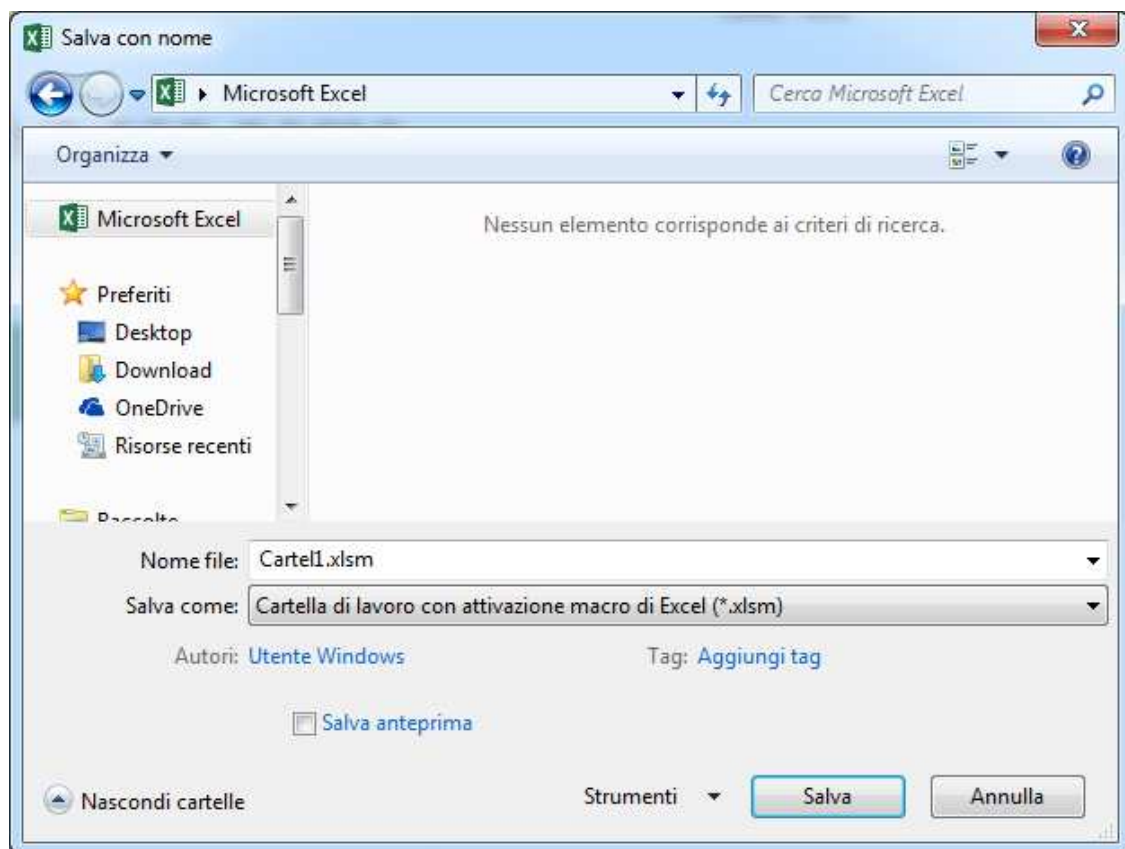 Salva con nome
Microsoft Excel
Cerca Microsoft Excel
Organizza
Microsoft Excel
Nessun elemento corrisponde ai criteri di ricerca.
Preferiti
Desktop
Download
OneDrive
Risorse recenti
Raccolte
Nome file: Cartel1.xlsm
Salva come: Cartella di lavoro con attivazione macro di Excel (*.xlsm)
Autori: Utente Windows Tag: Aggiungi tag
Salva anteprima
Nascondi cartelle Strumenti Salva Annulla